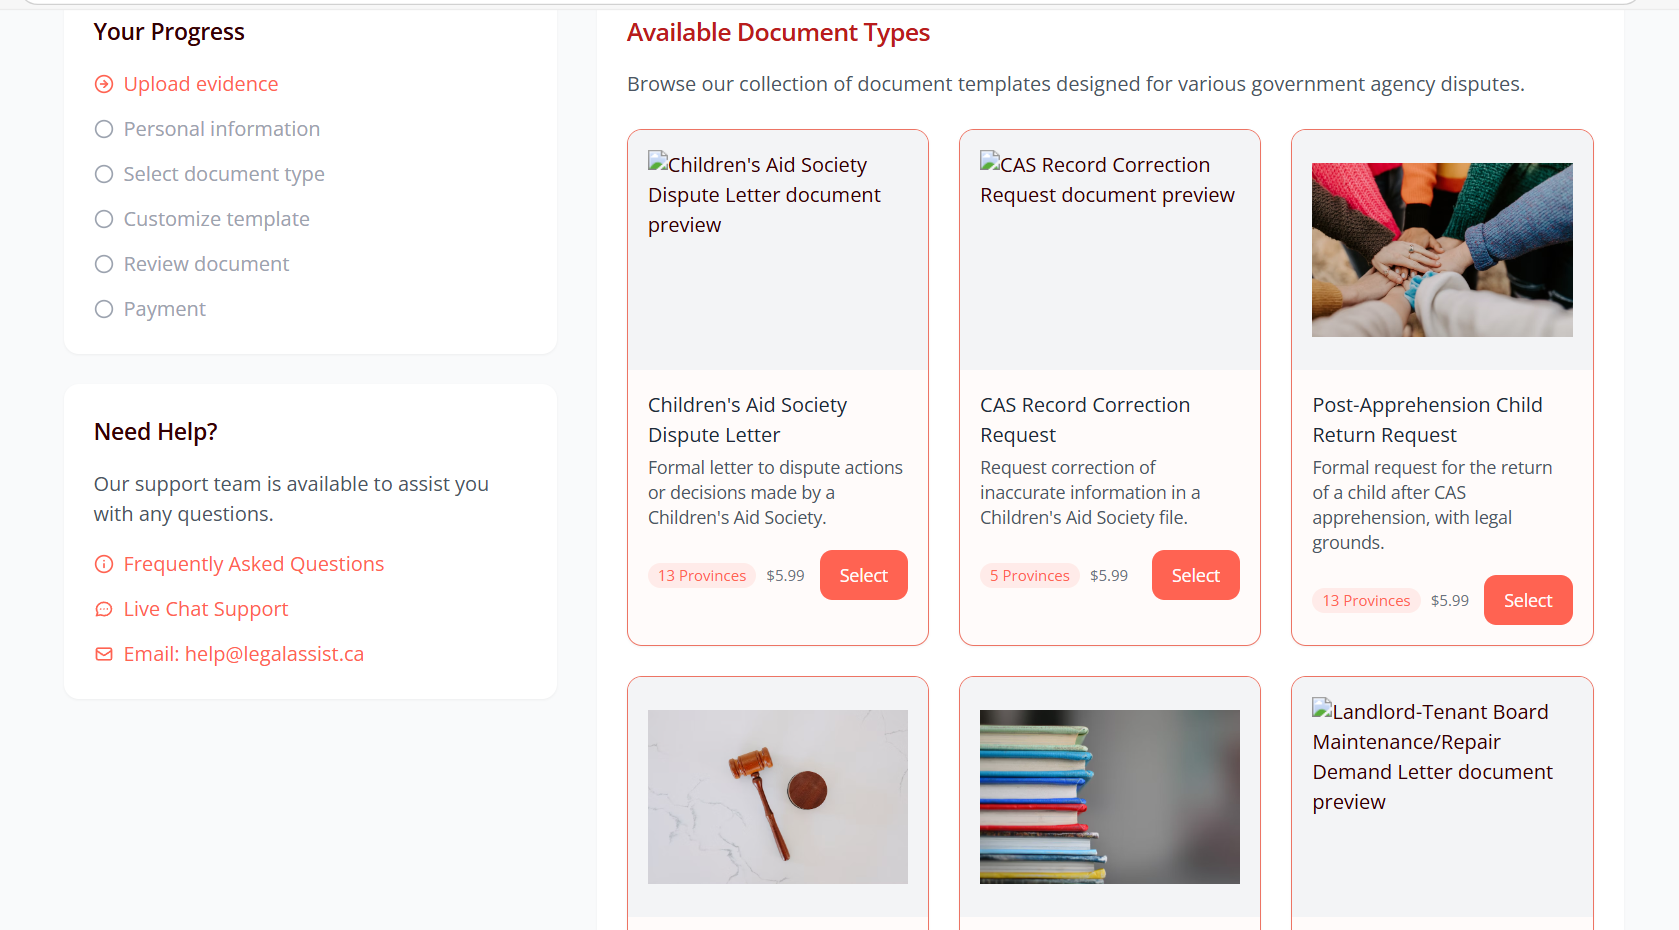 Your Progress
Upload evidence
Personal information
Select document type
Customize template
Review document
Payment
Need Help?
Our support team is available to assist you
with any questions.
Frequently Asked Questions
Live Chat Support
Email: help@legalassist.ca
Available Document Types
Browse our collection of document templates designed for various government agency disputes.
Children's Aid Society
Dispute Letter document
preview
Children's Aid Society
Dispute Letter
Formal letter to dispute actions
or decisions made by a
Children's Aid Society.
13 Provinces $5.99 Select
CAS Record Correction
Request document preview
CAS Record Correction
Request
Request correction of
inaccurate information in a
Children's Aid Society file.
5 Provinces $5.99 Select
Post-Apprehension Child
Return Request
Formal request for the return
of a child after CAS
apprehension, with legal
grounds.
13 Provinces $5.99 Select
Landlord-Tenant Board
Maintenance/Repair
Demand Letter document
preview